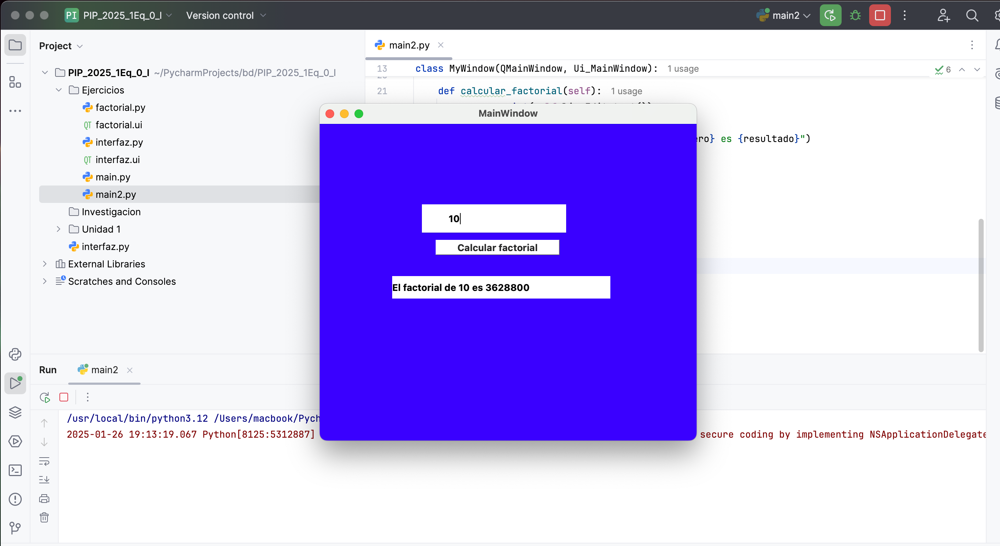 PI PIP_2025_1Eq_0_I Version control main2
Project
main2.py
PIP_2025_1Eq_0_I ~/PycharmProjects/bd/PIP_2025_1Eq_0_I
Ejercicios
factorial.py
QT factorial.ui
interfaz.py
QT interfaz.ui
main.py
main2.py
Investigacion
Unidad 1
interfaz.py
External Libraries
Scratches and Consoles
13 class MyWindow(QMainWindow, Ui_MainWindow): 1 usage
6
21 def calcular_factorial(self): 1 usage
es {resultado}")
MainWindow
10
Calcular factorial
El factorial de 10 es 3628800
Run main2
/usr/local/bin/python3.12 /Users/macbook/Pych
2025-01-26 19:13:19.067 Python[8125:5312887] secure coding by implementing NSApplicationDelegate